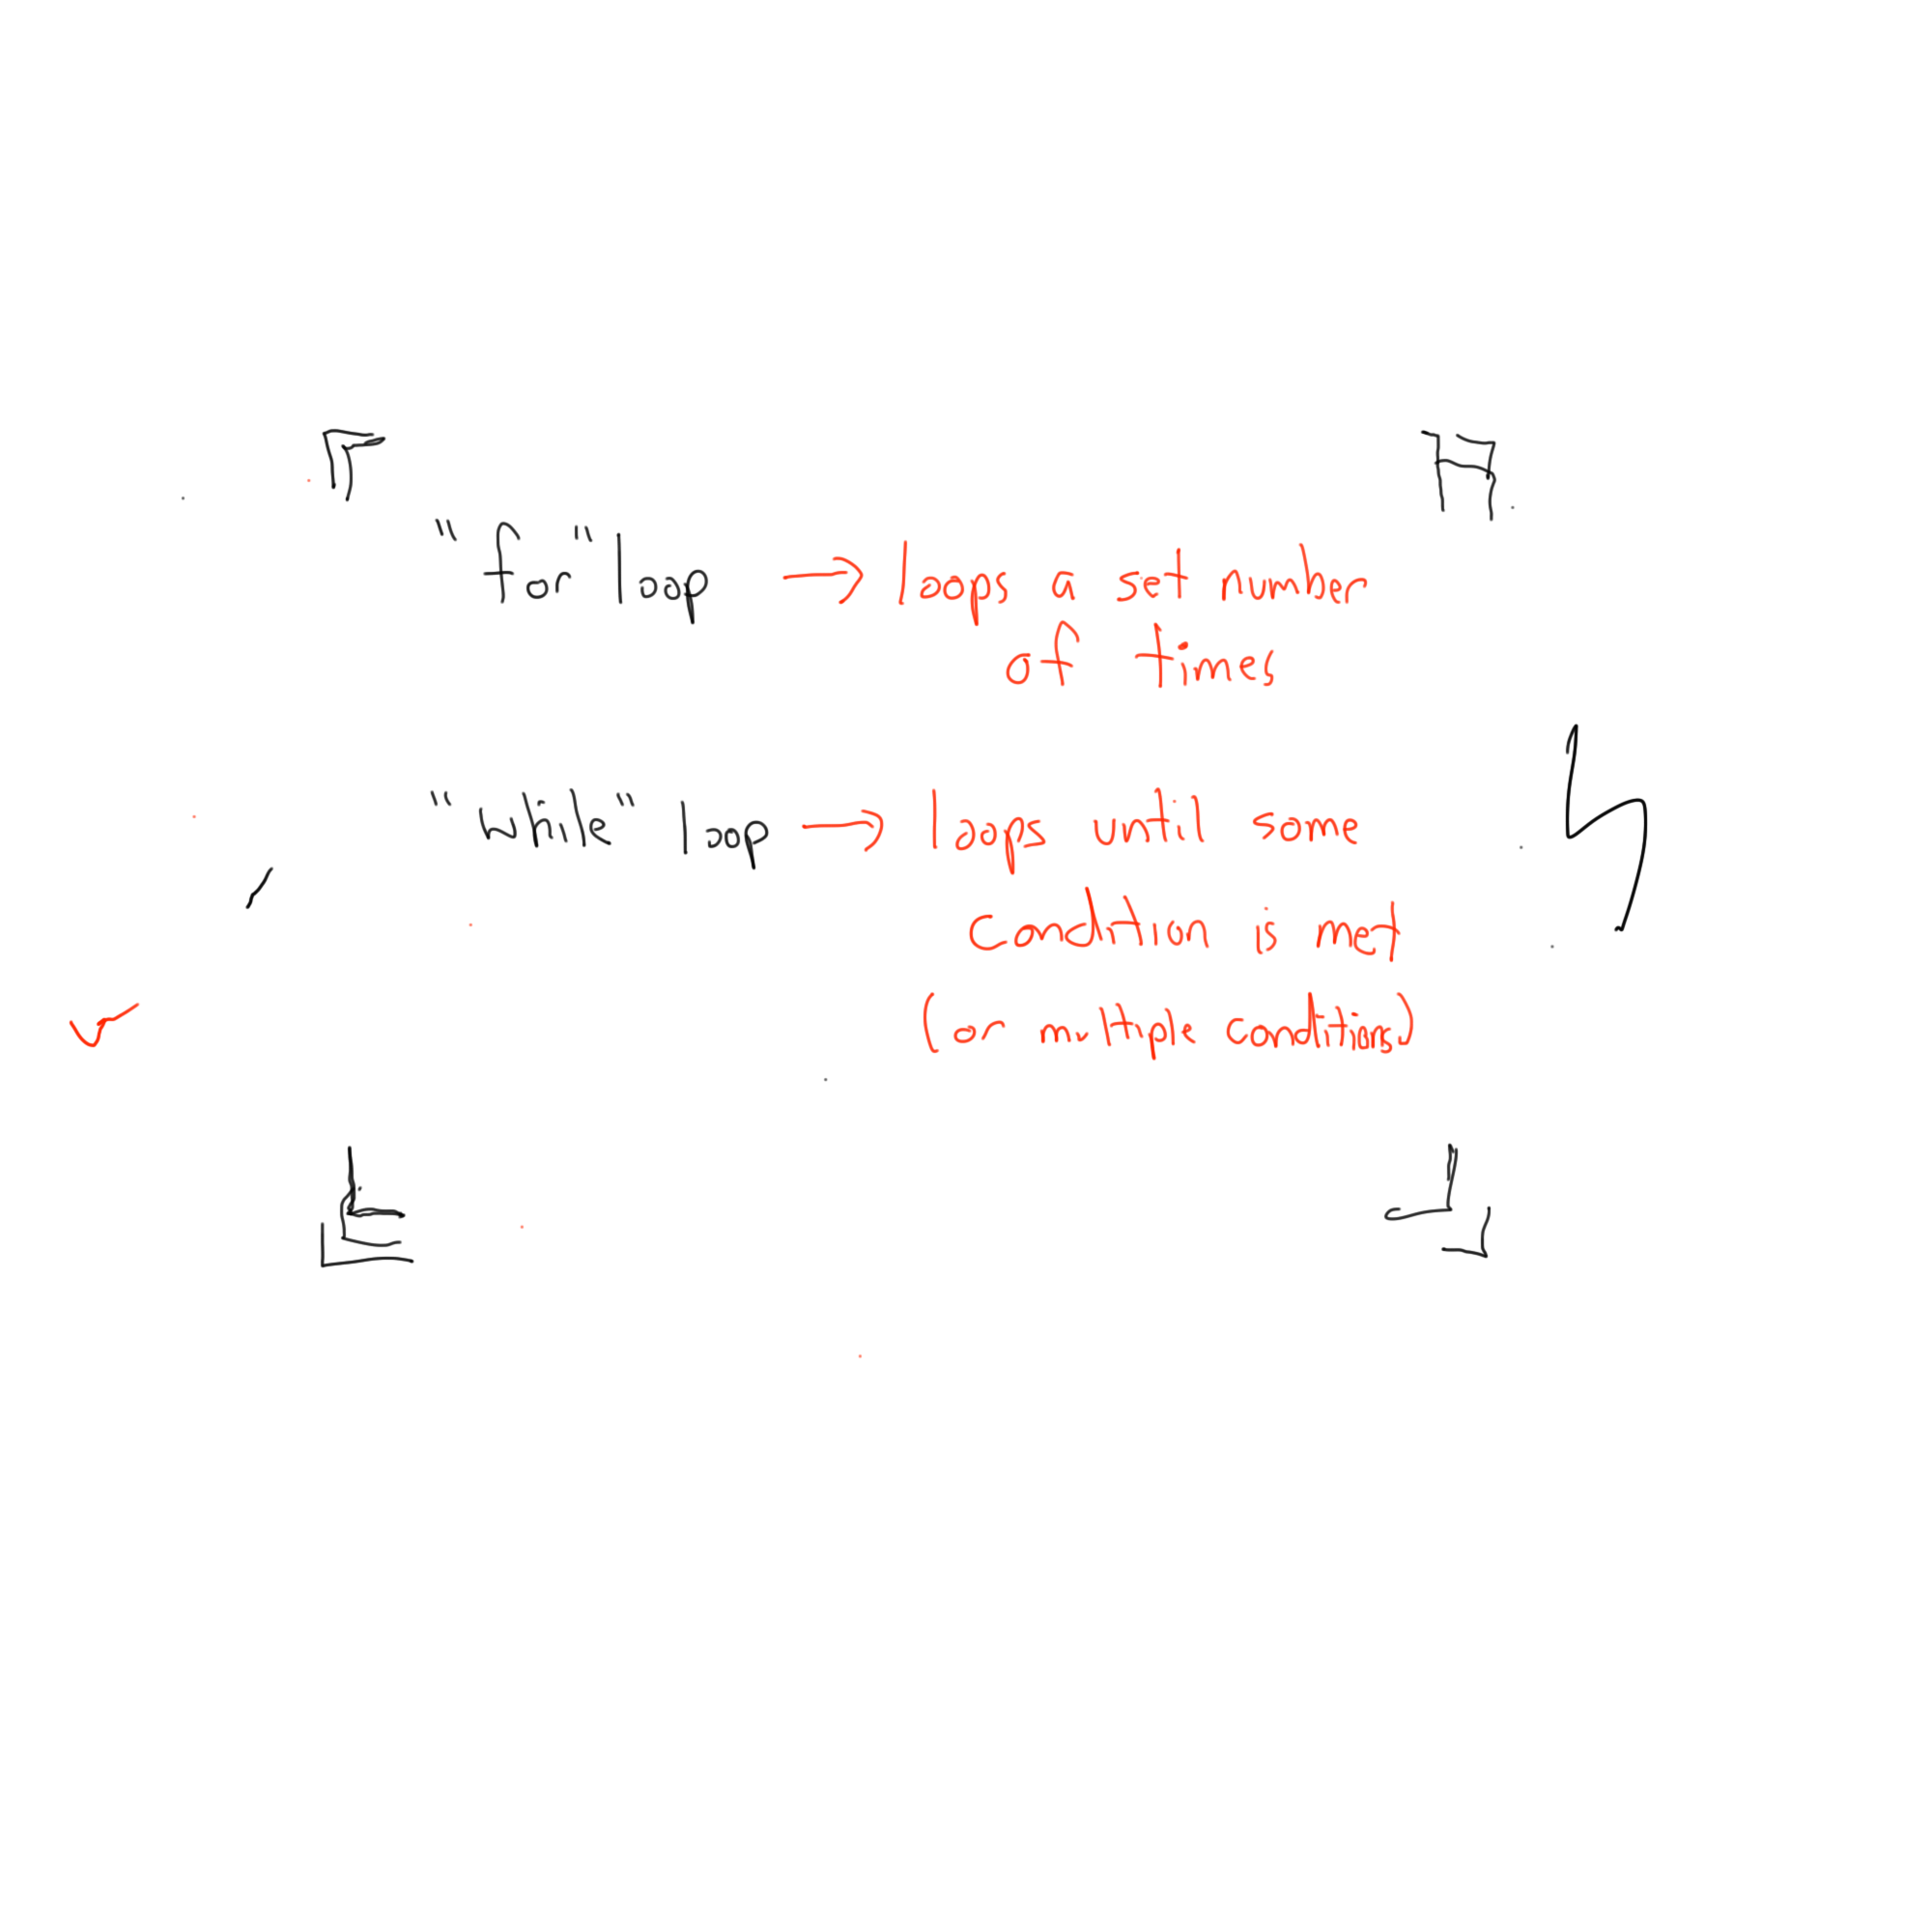 "for" loop → loops a set number
of times
"while" loop → loops until some
condition is met
(or multiple conditions)